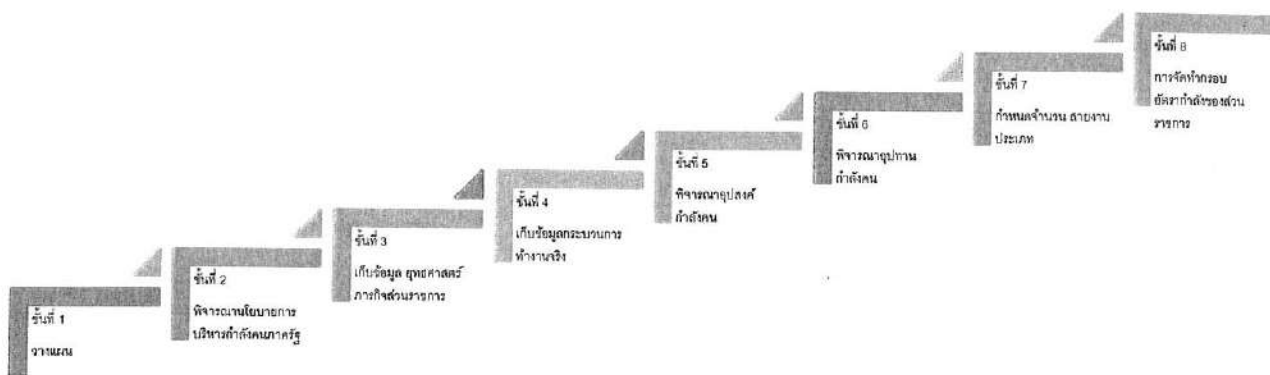 ขั้นที่ 1
วางแผน
ขั้นที่ 2
พิจารณานโยบายการ
บริหารกำลังคนภาครัฐ
ขั้นที่ 3
เก็บข้อมูล ยุทธศาสตร์
ภารกิจส่วนราชการ
ขั้นที่ 4
เก็บข้อมูลกระบวนการ
ทำงานจริง
ขั้นที่ 5
พิจารณาอุปสงค์
กำลังคน
ขั้นที่ 6
พิจารณาอุปทาน
กำลังคน
ขั้นที่ 7
กำหนดจำนวน สายงาน
ประเภท
ขั้นที่ 8
การจัดทำกรอบ
อัตรากำลังของส่วน
ราชการ